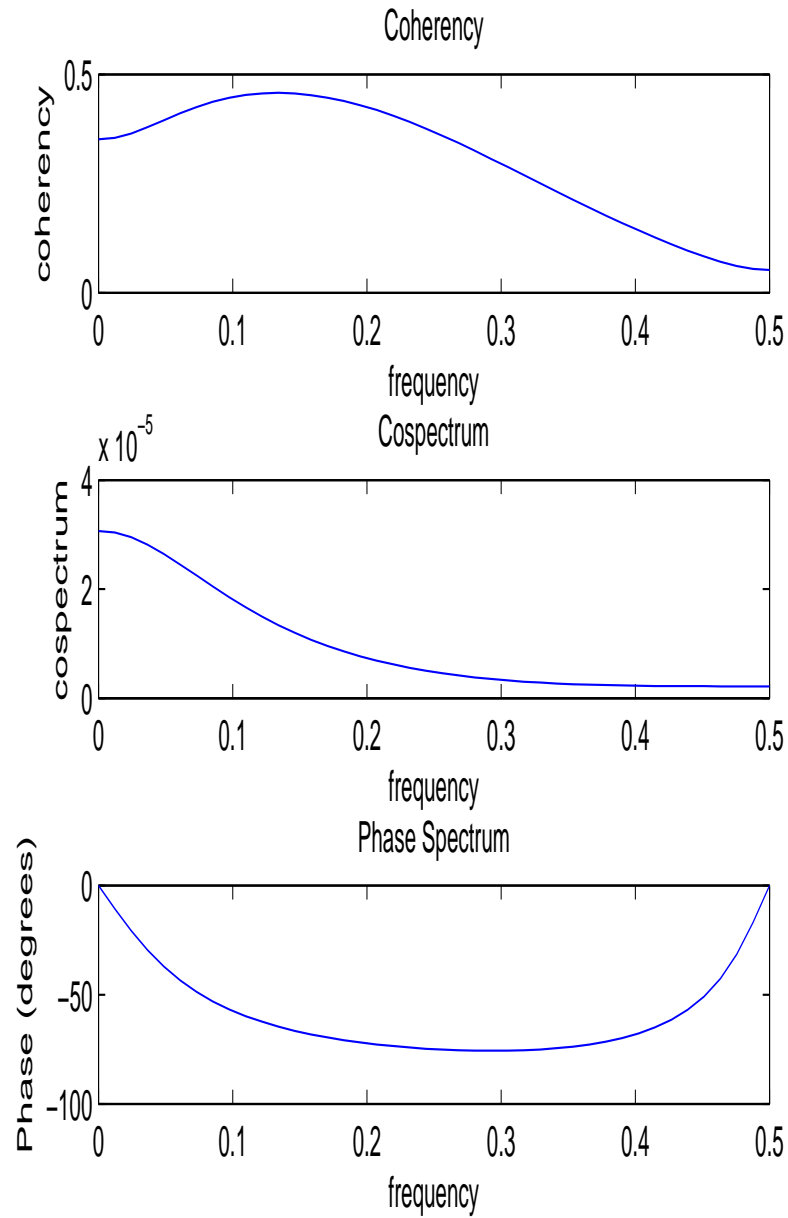 Coherency
0.5
coherency
0
0 0.1 0.2 0.3 0.4 0.5
frequency
x 10⁻⁵
Cospectrum
4
cospectrum
2
0
0 0.1 0.2 0.3 0.4 0.5
frequency
Phase Spectrum
0
Phase (degrees)
−50
−100
0 0.1 0.2 0.3 0.4 0.5
frequency